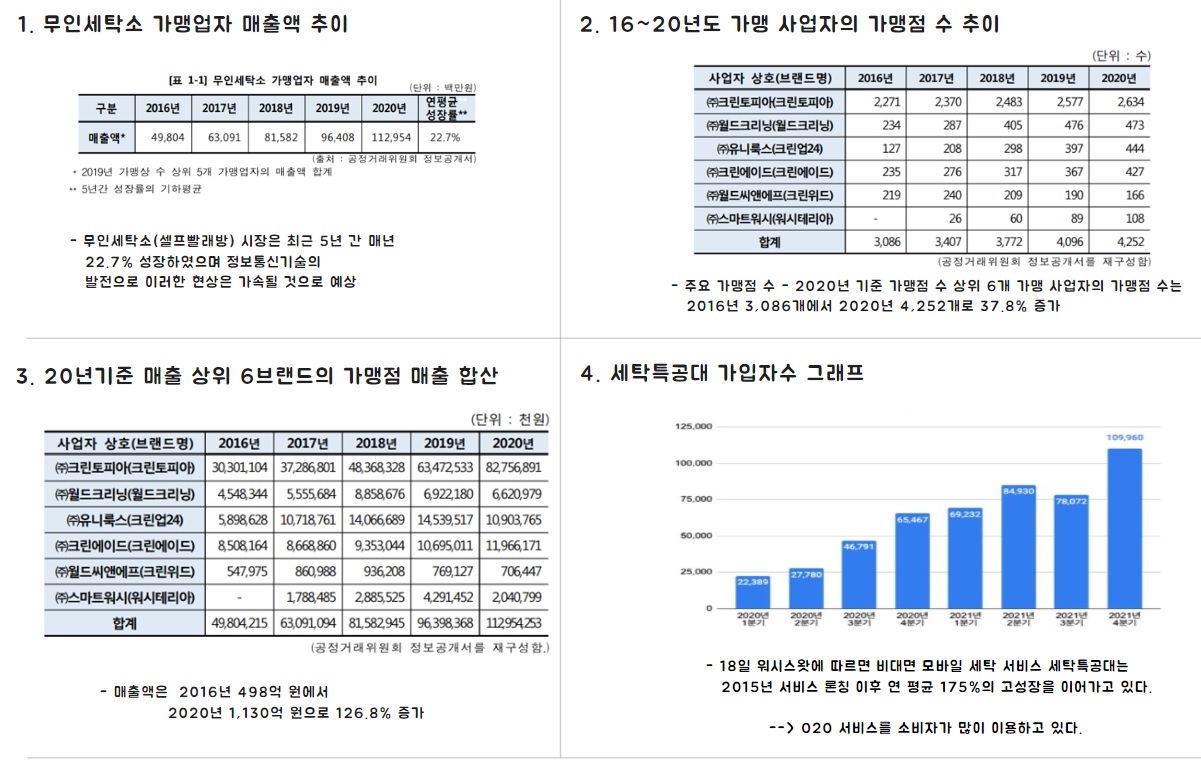 1. 무인세탁소 가맹업자 매출액 추이
[표 1-1] 무인세탁소 가맹업자 매출액 추이
(단위 : 백만원)
구분 2016년 2017년 2018년 2019년 2020년 연평균 성장률**
매출액* 49,804 63,091 81,582 96,408 112,954 22.7%
(출처 : 공정거래위원회 정보공개서)
* 2019년 가맹상 수 상위 5개 가맹업자의 매출액 합계
** 5년간 성장률의 기하평균
- 무인세탁소(셀프빨래방) 시장은 최근 5년 간 매년
22.7% 성장하였으며 정보통신기술의
발전으로 이러한 현상은 가속될 것으로 예상
2. 16~20년도 가맹 사업자의 가맹점 수 추이
(단위 : 수)
사업자 상호(브랜드명) 2016년 2017년 2018년 2019년 2020년
㈜크린토피아(크린토피아) 2,271 2,370 2,483 2,577 2,634
㈜월드크리닝(월드크리닝) 234 287 405 476 473
㈜유니룩스(크린업24) 127 208 298 397 444
㈜크린에이드(크린에이드) 235 276 317 367 427
㈜월드씨앤에프(크린위드) 219 240 209 190 166
㈜스마트워시(워시테리아) - 26 60 89 108
합계 3,086 3,407 3,772 4,096 4,252
(공정거래위원회 정보공개서를 재구성함)
- 주요 가맹점 수 - 2020년 기준 가맹점 수 상위 6개 가맹 사업자의 가맹점 수는
2016년 3,086개에서 2020년 4,252개로 37.8% 증가
3. 20년기준 매출 상위 6브랜드의 가맹점 매출 합산
(단위 : 천원)
사업자 상호(브랜드명) 2016년 2017년 2018년 2019년 2020년
㈜크린토피아(크린토피아) 30,301,104 37,286,801 48,368,328 63,472,533 82,756,891
㈜월드크리닝(월드크리닝) 4,548,344 5,555,684 8,858,676 6,922,180 6,620,979
㈜유니룩스(크린업24) 5,898,628 10,718,761 14,066,689 14,539,517 10,903,765
㈜크린에이드(크린에이드) 8,508,164 8,668,860 9,353,044 10,695,011 11,966,171
㈜월드씨앤에프(크린위드) 547,975 860,988 936,208 769,127 706,447
㈜스마트워시(워시테리아) - 1,788,485 2,885,525 4,291,452 2,040,799
합계 49,804,215 63,091,094 81,582,945 96,398,368 112954,253
(공정거래위원회 정보공개서를 재구성함.)
- 매출액은 2016년 498억 원에서
2020년 1,130억 원으로 126.8% 증가
4. 세탁특공대 가입자수 그래프
125,000
100,000
75,000
50,000
25,000
0
22,389 27,780 46,791 65,467 69,232 84,930 78,072 109,960
2020년 2020년 2020년 2020년 2021년 2021년 2021년 2021년
1분기 2분기 3분기 4분기 1분기 2분기 3분기 4분기
- 18일 워시스왓에 따르면 비대면 모바일 세탁 서비스 세탁특공대는
2015년 서비스 론칭 이후 연 평균 175%의 고성장을 이어가고 있다.
--> O2O 서비스를 소비자가 많이 이용하고 있다.